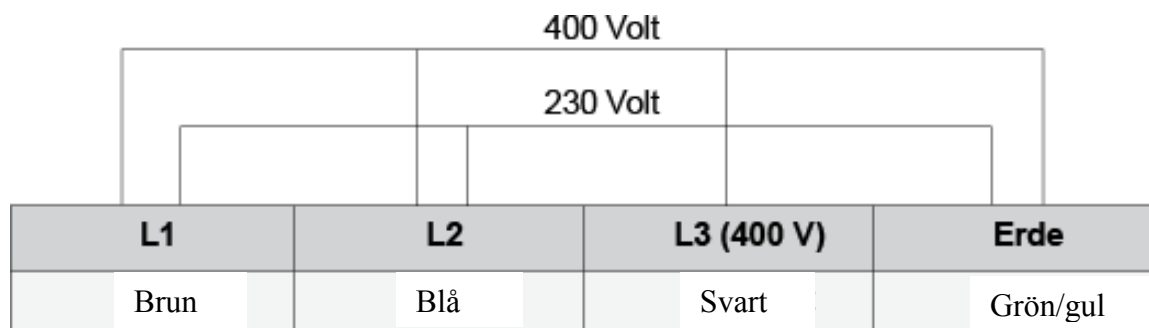 400 Volt
230 Volt
L1 L2 L3 (400 V) Erde
Brun Blå Svart Grön/gul